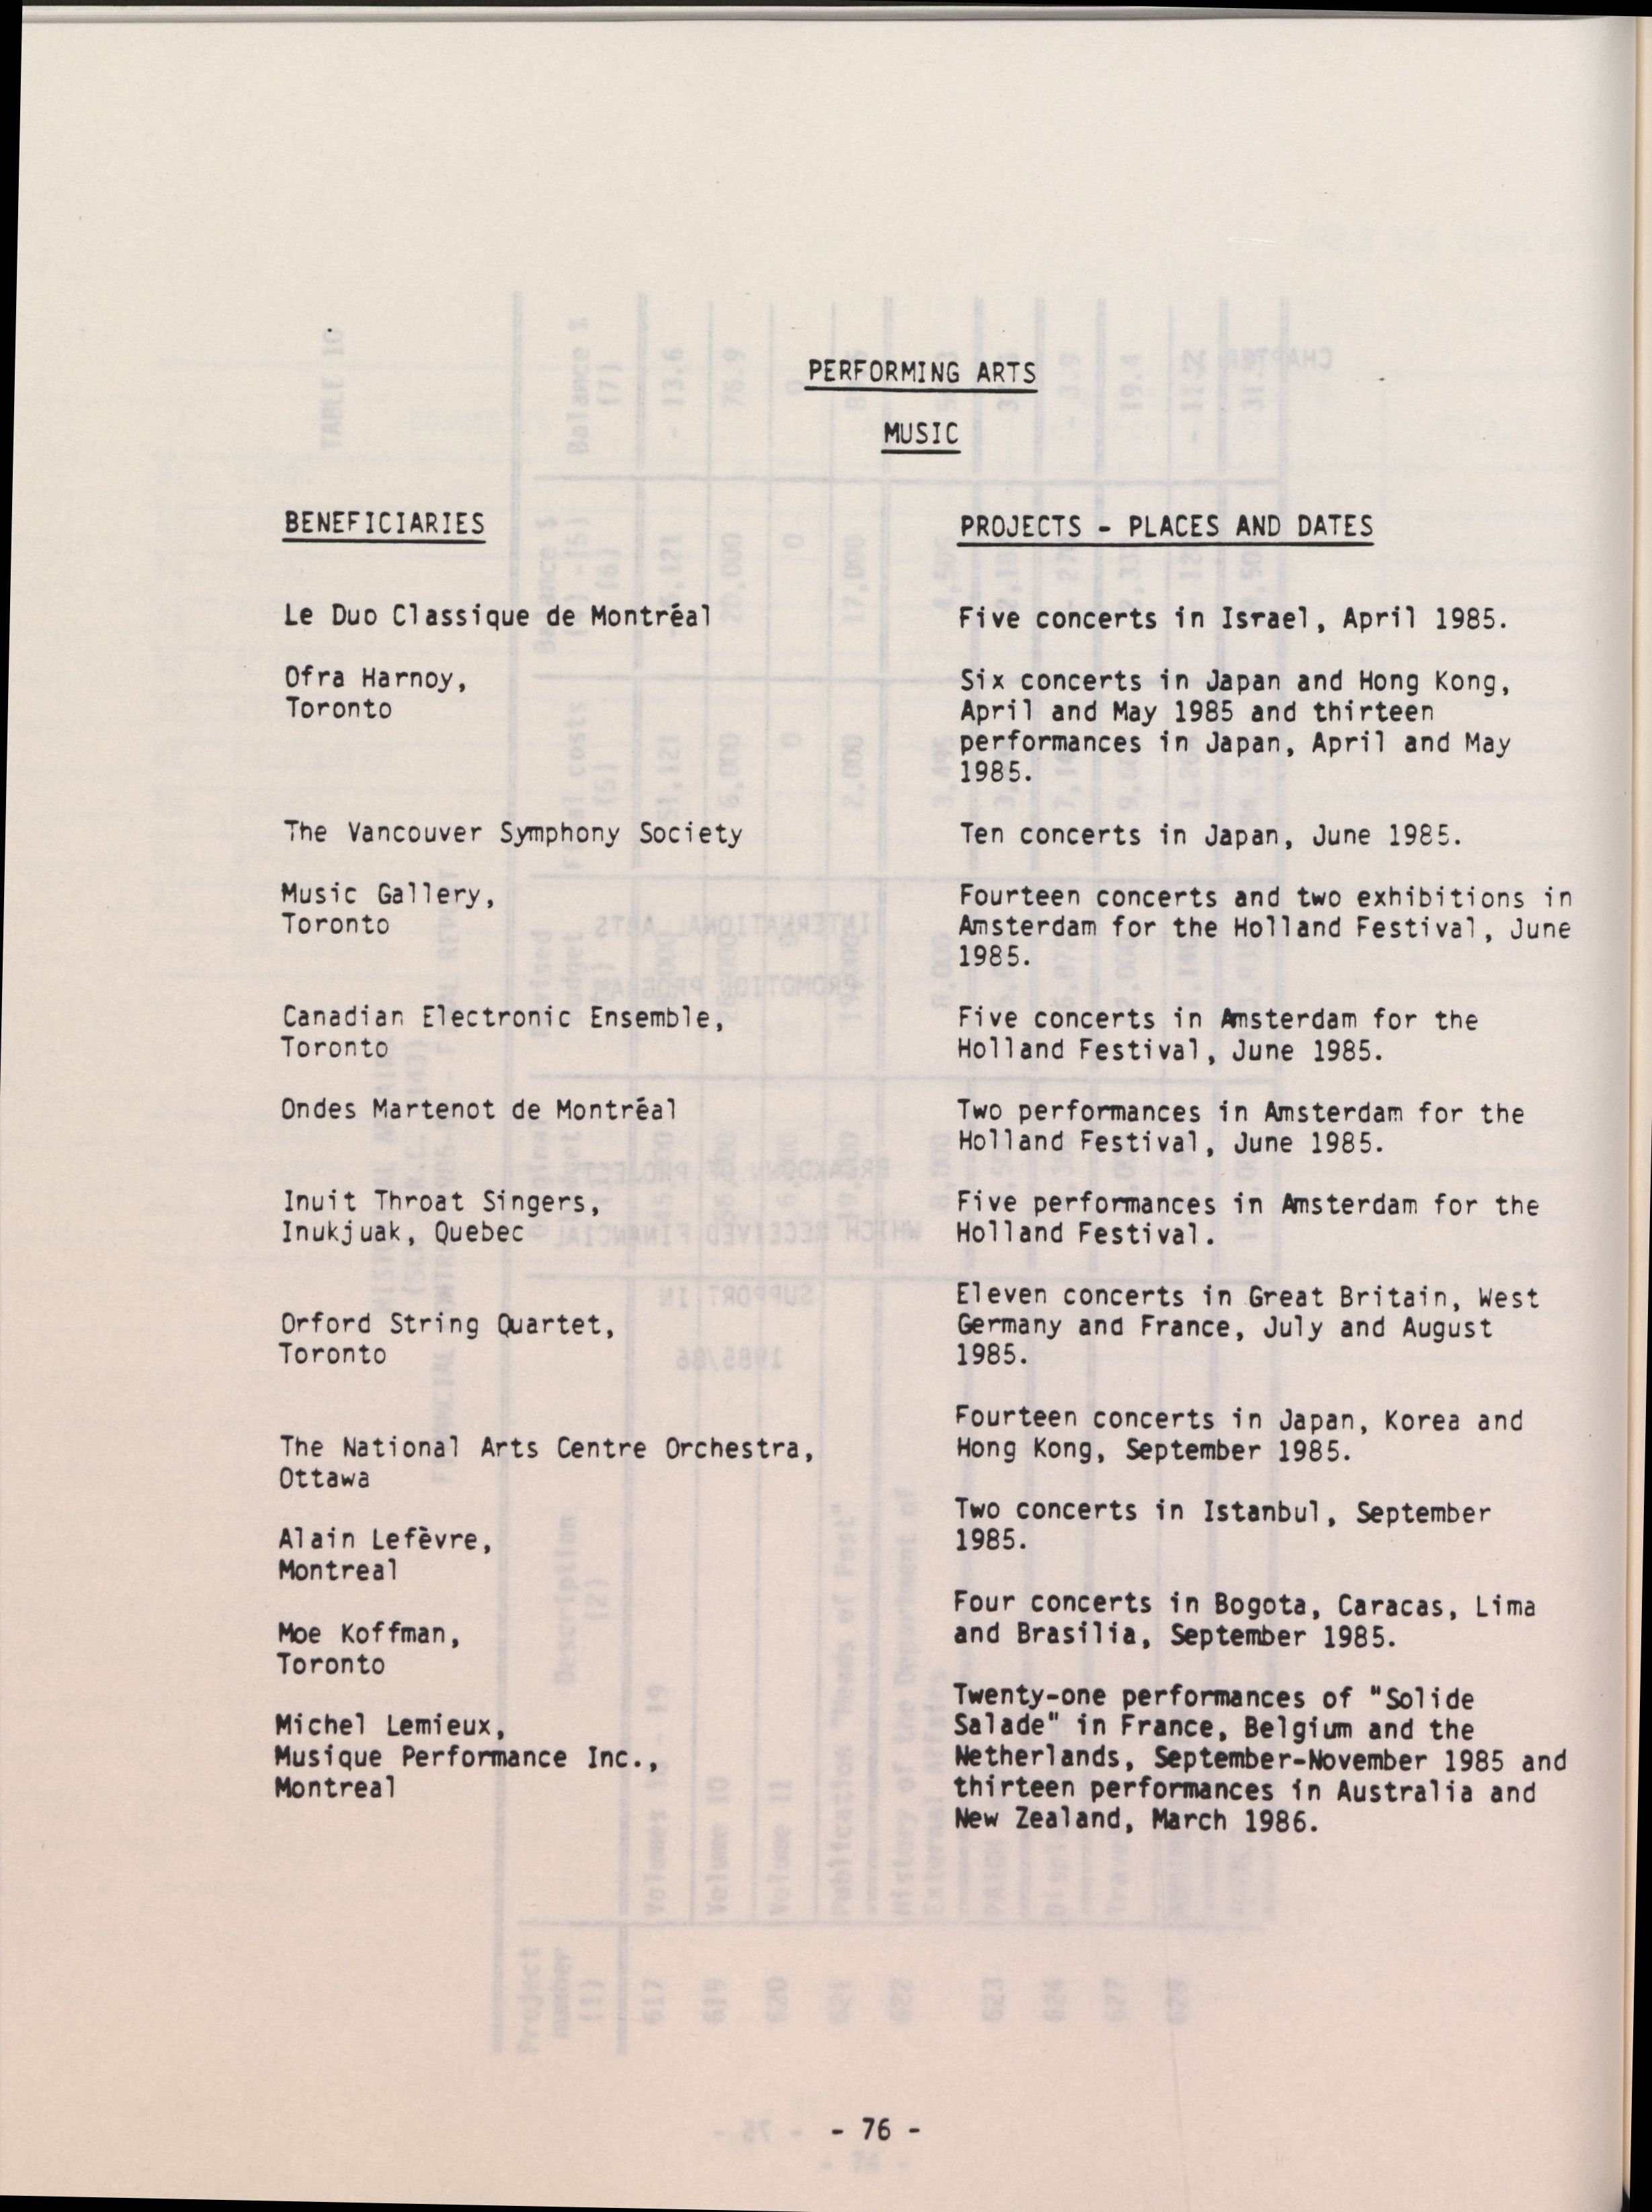 PERFORMING ARTS
MUSIC
BENEFICIARIES
PROJECTS - PLACES AND DATES
Le Duo Classique de Montréal
Five concerts in Israel, April 1985.
Ofra Harnoy,
Toronto
Six concerts in Japan and Hong Kong,
April and May 1985 and thirteen
performances in Japan, April and May
1985.
The Vancouver Symphony Society
Ten concerts in Japan, June 1985.
Music Gallery,
Toronto
Fourteen concerts and two exhibitions in
Amsterdam for the Holland Festival, June
1985.
Canadian Electronic Ensemble,
Toronto
Five concerts in Amsterdam for the
Holland Festival, June 1985.
Ondes Martenot de Montréal
Two performances in Amsterdam for the
Holland Festival, June 1985.
Inuit Throat Singers,
Inukjuak, Quebec
Five performances in Amsterdam for the
Holland Festival.
Orford String Quartet,
Toronto
Eleven concerts in Great Britain, West
Germany and France, July and August
1985.
The National Arts Centre Orchestra,
Ottawa
Fourteen concerts in Japan, Korea and
Hong Kong, September 1985.
Alain Lefèvre,
Montreal
Two concerts in Istanbul, September
1985.
Moe Koffman,
Toronto
Four concerts in Bogota, Caracas, Lima
and Brasilia, September 1985.
Michel Lemieux,
Musique Performance Inc.,
Montreal
Twenty-one performances of "Solide
Salade" in France, Belgium and the
Netherlands, September-November 1985 and
thirteen performances in Australia and
New Zealand, March 1986.
- 76 -